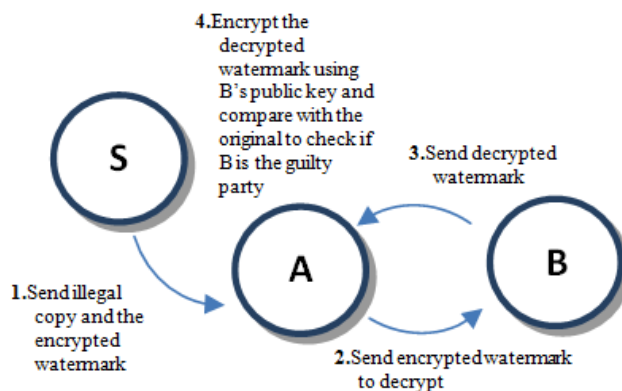 4.Encrypt the
decrypted
watermark using
B's public key and
compare with the
original to check if
B is the guilty
party
S
3.Send decrypted
watermark
A
B
1.Send illegal
copy and the
encrypted
watermark
2.Send encrypted watermark
to decrypt